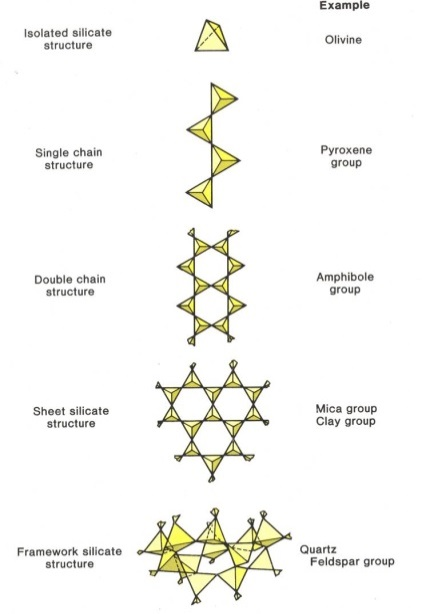 Example
Isolated silicate
structure
Olivine
Single chain
structure
Pyroxene
group
Double chain
structure
Amphibole
group
Sheet silicate
structure
Mica group
Clay group
Framework silicate
structure
Quartz
Feldspar group